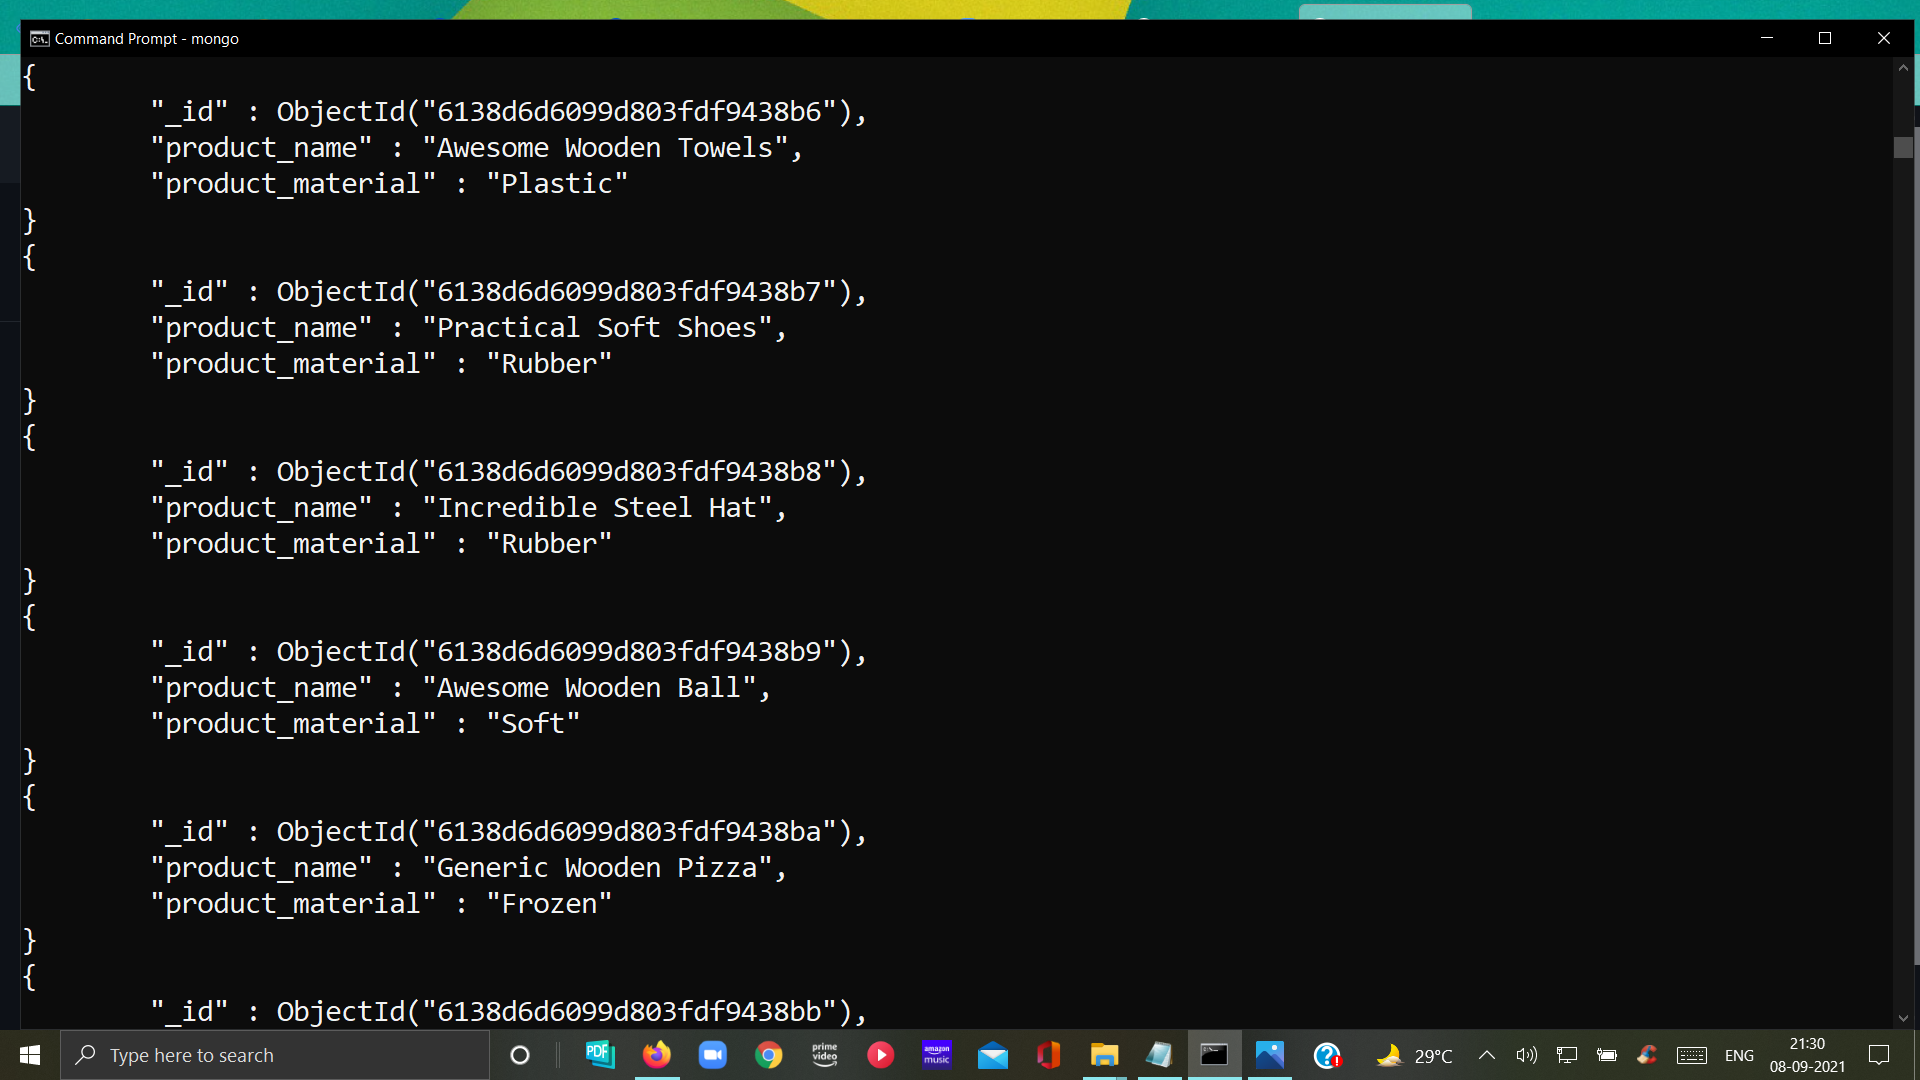 Command Prompt - mongo
{
"_id" : ObjectId("6138d6d6099d803fdf9438b6"),
"product_name" : "Awesome Wooden Towels",
"product_material" : "Plastic"
}
{
"_id" : ObjectId("6138d6d6099d803fdf9438b7"),
"product_name" : "Practical Soft Shoes",
"product_material" : "Rubber"
}
{
"_id" : ObjectId("6138d6d6099d803fdf9438b8"),
"product_name" : "Incredible Steel Hat",
"product_material" : "Rubber"
}
{
"_id" : ObjectId("6138d6d6099d803fdf9438b9"),
"product_name" : "Awesome Wooden Ball",
"product_material" : "Soft"
}
{
"_id" : ObjectId("6138d6d6099d803fdf9438ba"),
"product_name" : "Generic Wooden Pizza",
"product_material" : "Frozen"
}
{
"_id" : ObjectId("6138d6d6099d803fdf9438bb"),
Type here to search
PDF
prime video
amazon music
29°C
ENG
21:30
08-09-2021